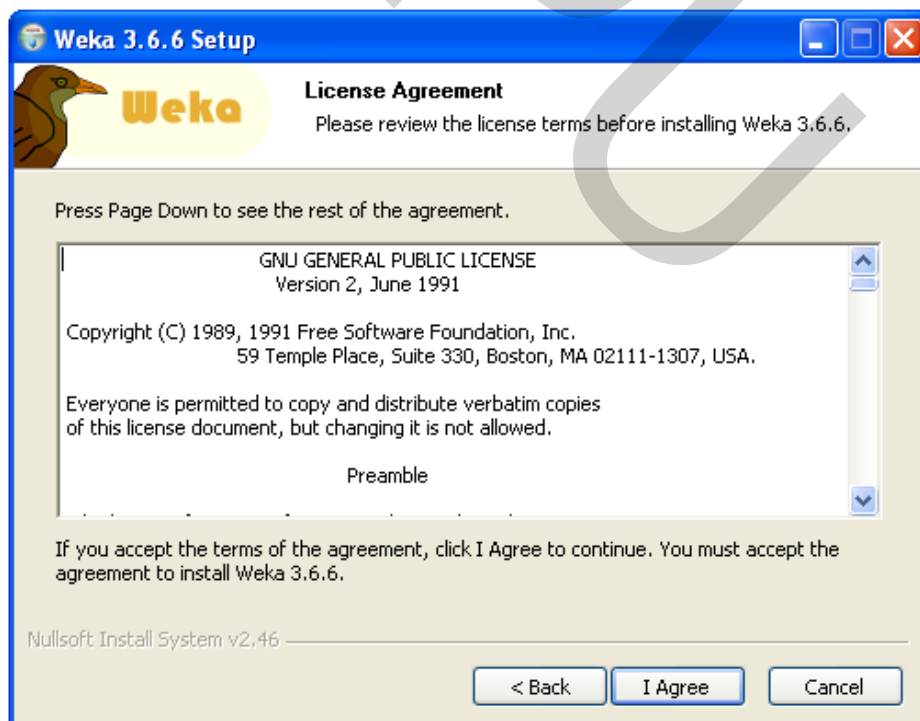 Weka 3.6.6 Setup
Weka
License Agreement
Please review the license terms before installing Weka 3.6.6.
Press Page Down to see the rest of the agreement.
GNU GENERAL PUBLIC LICENSE
Version 2, June 1991
Copyright (C) 1989, 1991 Free Software Foundation, Inc.
59 Temple Place, Suite 330, Boston, MA 02111-1307, USA.
Everyone is permitted to copy and distribute verbatim copies
of this license document, but changing it is not allowed.
Preamble
If you accept the terms of the agreement, click I Agree to continue. You must accept the
agreement to install Weka 3.6.6.
Nullsoft Install System v2.46
< Back
I Agree
Cancel